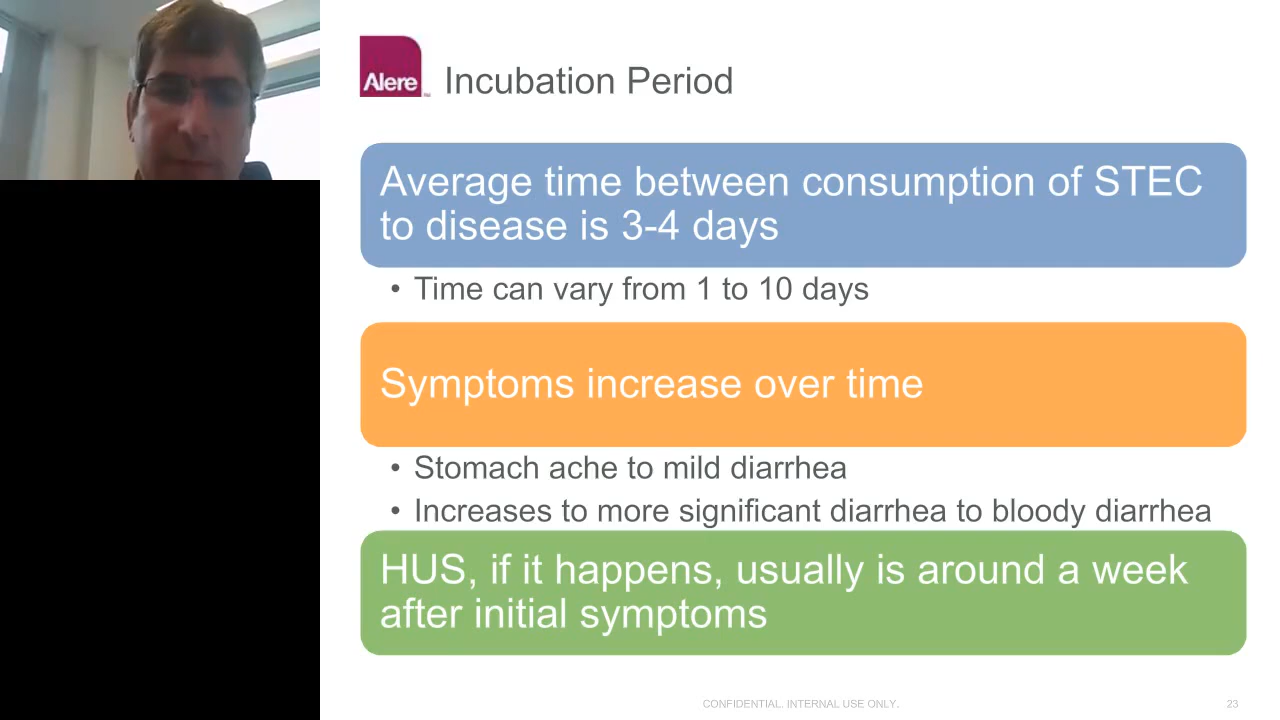 Alere
Incubation Period
Average time between consumption of STEC
to disease is 3-4 days
• Time can vary from 1 to 10 days
Symptoms increase over time
• Stomach ache to mild diarrhea
• Increases to more significant diarrhea to bloody diarrhea
HUS, if it happens, usually is around a week
after initial symptoms
CONFIDENTIAL. INTERNAL USE ONLY.
23